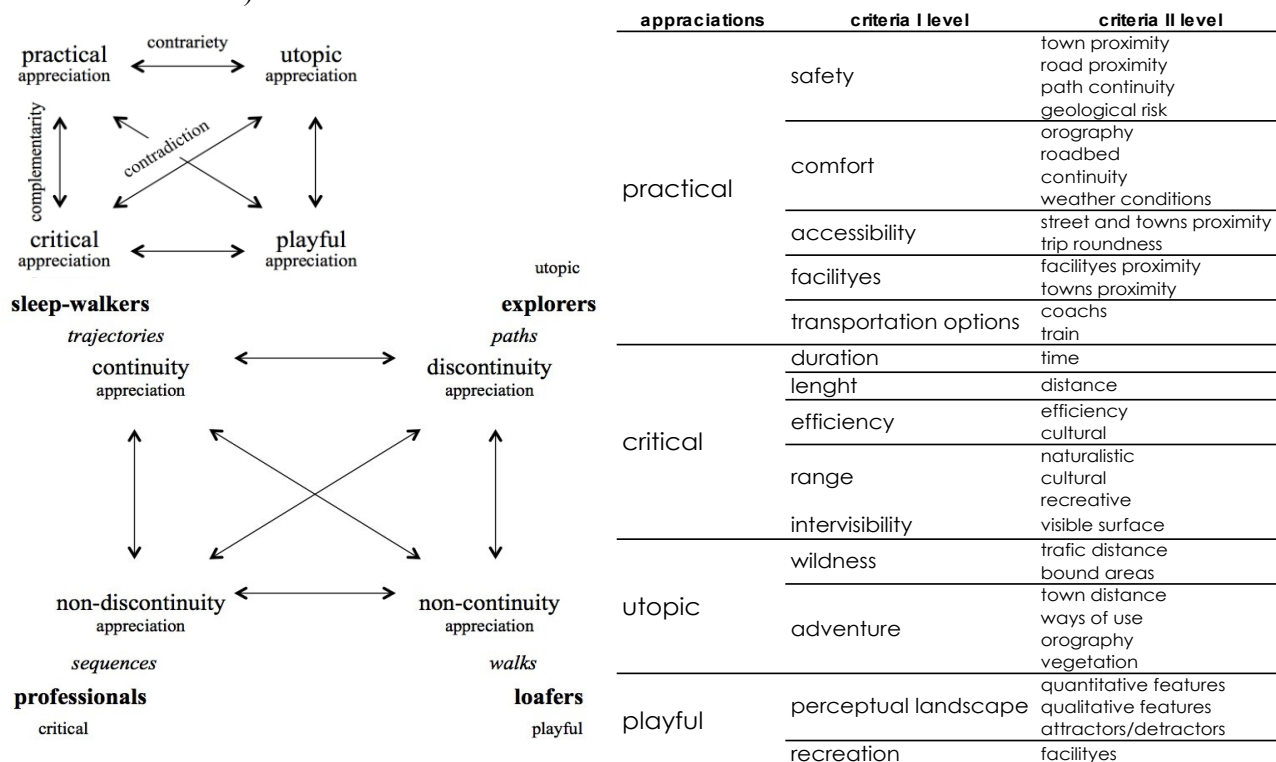 )
contrariety
practical
appreciation
utopic
appreciation
complementarity
contradiction
critical
appreciation
playful
appreciation
utopic
sleep-walkers
explorers
trajectories
paths
continuity
appreciation
discontinuity
appreciation
non-discontinuity
appreciation
non-continuity
appreciation
sequences
walks
professionals
loafers
critical
playful
appraciations criteria I level criteria II level
practical
safety
town proximity
road proximity
path continuity
geological risk
comfort
orography
roadbed
continuity
weather conditions
accessibility
street and towns proximity
trip roundness
facilityes
facilityes proximity
towns proximity
transportation options
coachs
train
critical
duration
time
lenght
distance
efficiency
efficiency
cultural
range
naturalistic
cultural
recreative
intervisibility
visible surface
utopic
wildness
trafic distance
bound areas
adventure
town distance
ways of use
orography
vegetation
playful
perceptual landscape
quantitative features
qualitative features
attractors/detractors
recreation
facilityes